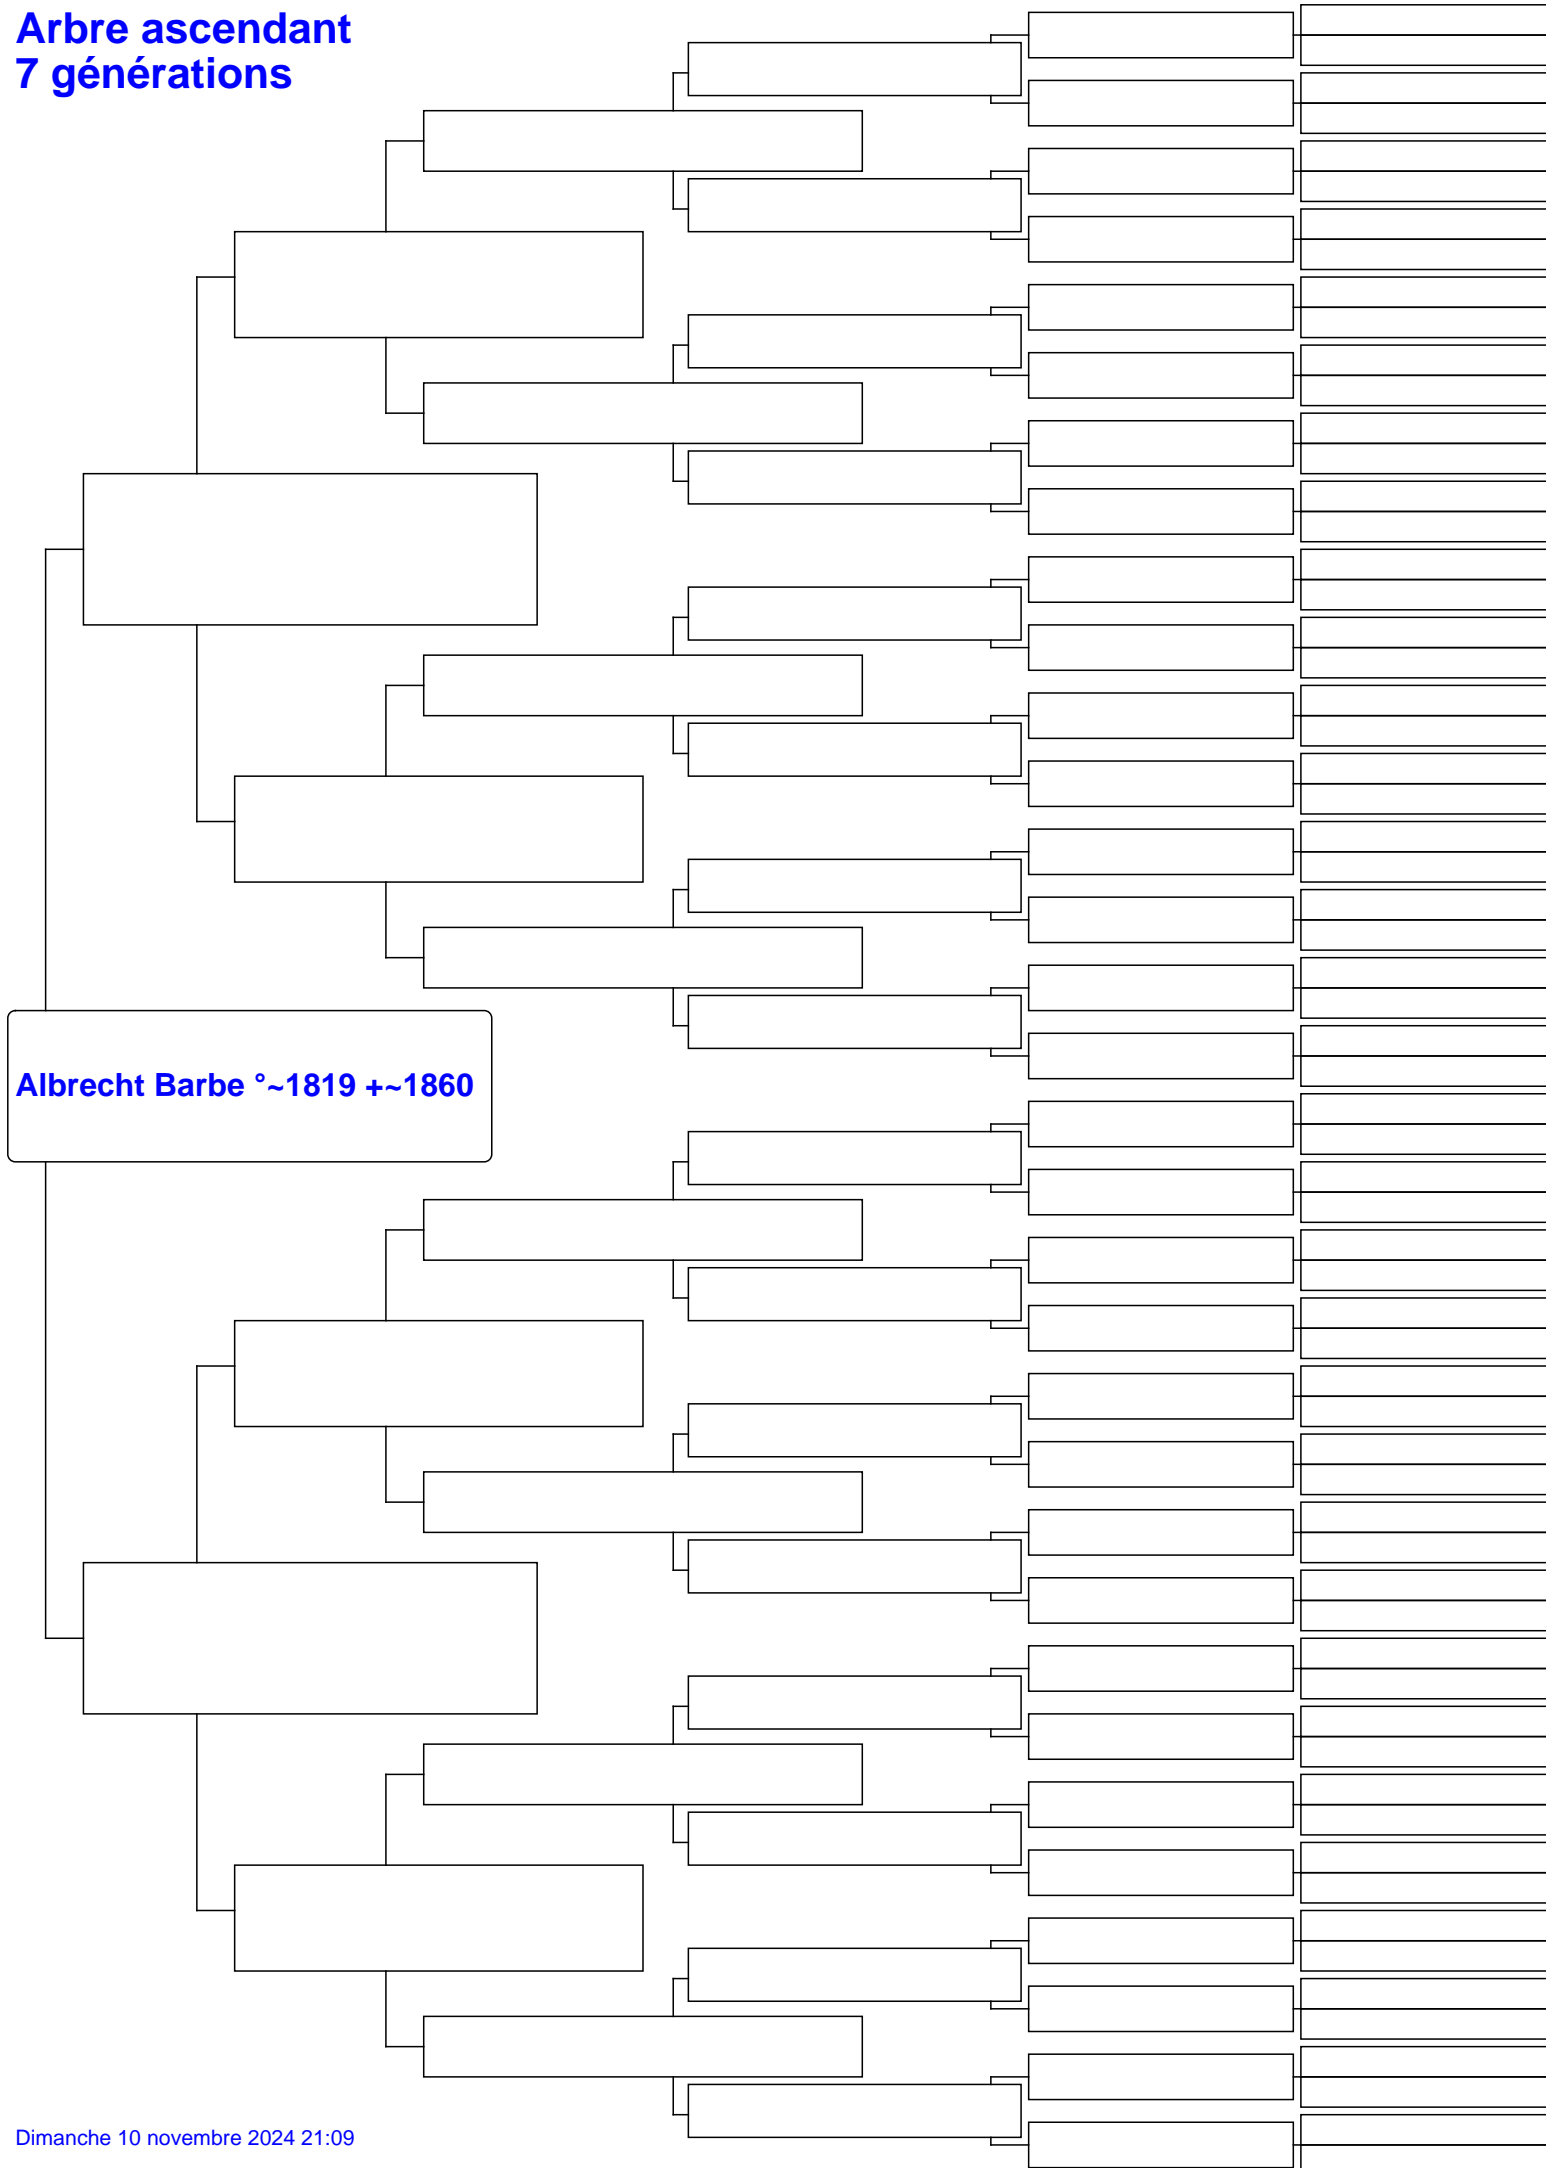 Arbre ascendant
7 générations
Albrecht Barbe °~1819 +~1860
Dimanche 10 novembre 2024 21:09